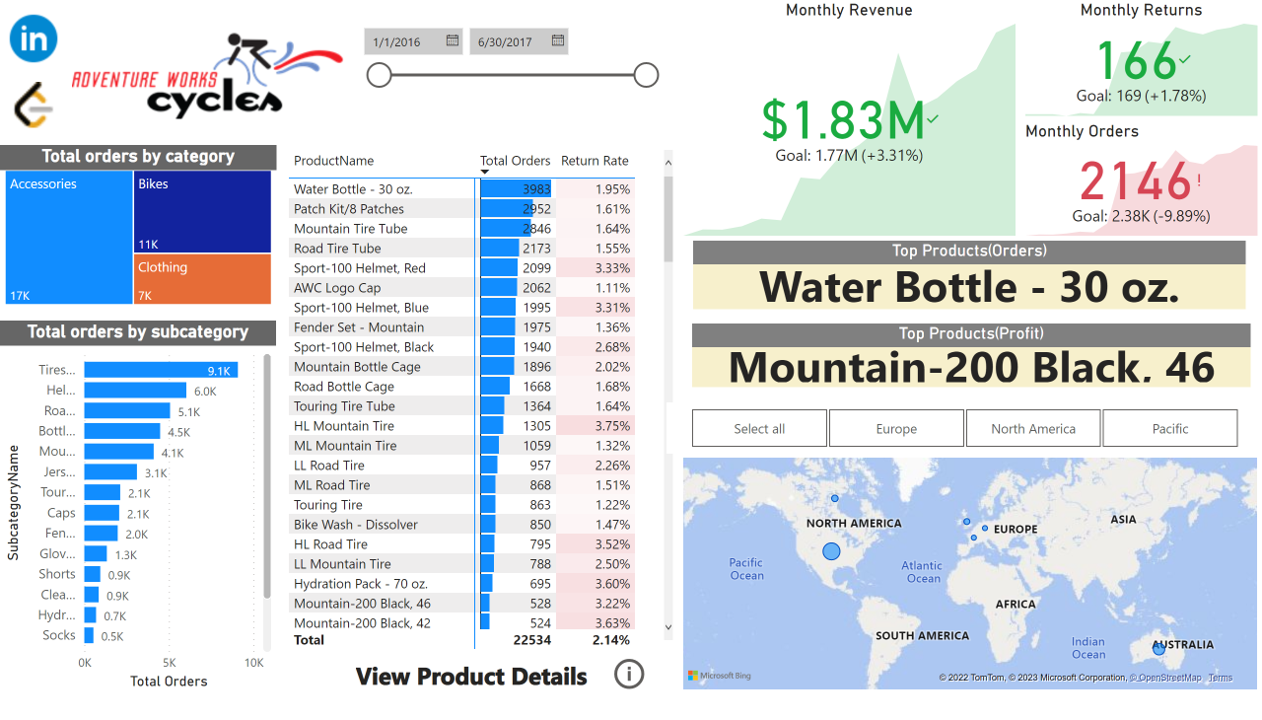 in
ADVENTURE WORKS
cycles
1/1/2016
6/30/2017
Total orders by category
Accessories
17K
Bikes
11K
Clothing
7K
Total orders by subcategory
SubcategoryName
Tires... 9.1K
Hel... 6.0K
Roa... 5.1K
Bottl... 4.5K
Mou... 4.1K
Jers... 3.1K
Tour... 2.1K
Caps 2.1K
Fen... 2.0K
Glov... 1.3K
Shorts 0.9K
Clea... 0.9K
Hydr... 0.7K
Socks 0.5K
0K 5K 10K
Total Orders
ProductName Total Orders Return Rate
Water Bottle - 30 oz. 3983 1.95%
Patch Kit/8 Patches 2952 1.61%
Mountain Tire Tube 2846 1.64%
Road Tire Tube 2173 1.55%
Sport-100 Helmet, Red 2099 3.33%
AWC Logo Cap 2062 1.11%
Sport-100 Helmet, Blue 1995 3.31%
Fender Set - Mountain 1975 1.36%
Sport-100 Helmet, Black 1940 2.68%
Mountain Bottle Cage 1896 2.02%
Road Bottle Cage 1668 1.68%
Touring Tire Tube 1364 1.64%
HL Mountain Tire 1305 3.75%
ML Mountain Tire 1059 1.32%
LL Road Tire 957 2.26%
ML Road Tire 868 1.51%
Touring Tire 863 1.22%
Bike Wash - Dissolver 850 1.47%
HL Road Tire 795 3.52%
LL Mountain Tire 788 2.50%
Hydration Pack - 70 oz. 695 3.60%
Mountain-200 Black, 46 528 3.22%
Mountain-200 Black, 42 524 3.63%
Total 22534 2.14%
View Product Details
Monthly Revenue
$1.83M
Goal: 1.77M (+3.31%)
Monthly Returns
166
Goal: 169 (+1.78%)
Monthly Orders
2146!
Goal: 2.38K (-9.89%)
Top Products(Orders)
Water Bottle - 30 oz.
Top Products(Profit)
Mountain-200 Black, 46
Select all
Europe
North America
Pacific
NORTH AMERICA
EUROPE
ASIA
Pacific
Ocean
Atlantic
Ocean
AFRICA
SOUTH AMERICA
Indian
Ocean
AUSTRALIA
Microsoft Bing
© 2022 TomTom, © 2023 Microsoft Corporation, © OpenStreetMap Terms